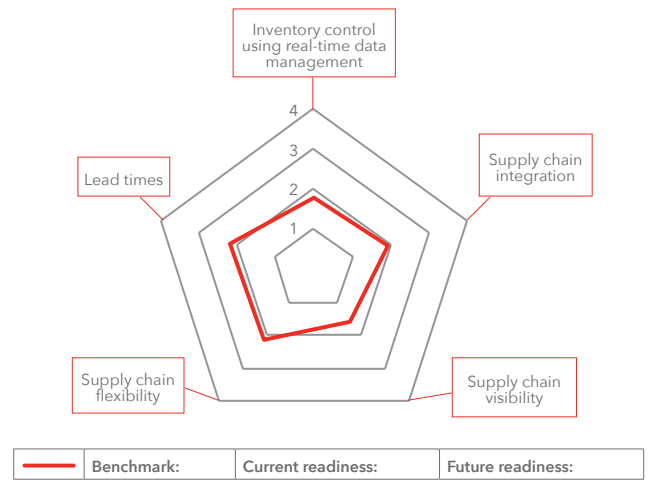 Inventory control
using real-time data
management
4
3
2
1
Lead times
Supply chain
integration
Supply chain
flexibility
Supply chain
visibility
Benchmark:
Current readiness:
Future readiness: